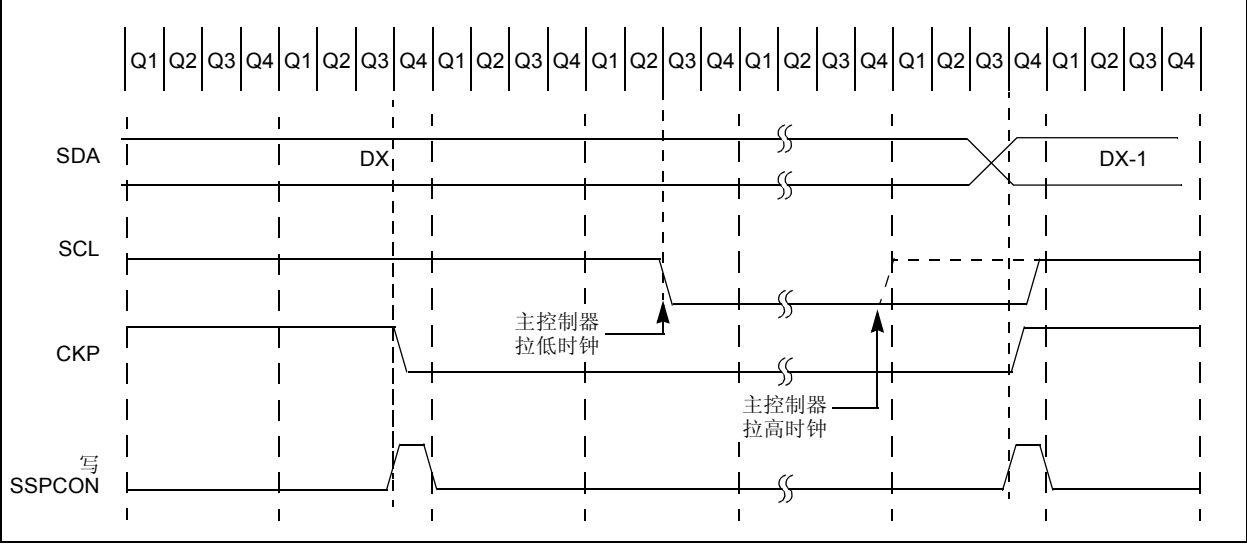 Q1 Q2 Q3 Q4 Q1 Q2 Q3 Q4 Q1 Q2 Q3 Q4 Q1 Q2 Q3 Q4 Q1 Q2 Q3 Q4 Q1 Q2 Q3 Q4 Q1 Q2 Q3 Q4
SDA DX DX-1
SCL
主控制器
拉低时钟
CKP
主控制器
拉高时钟
写
SSPCON